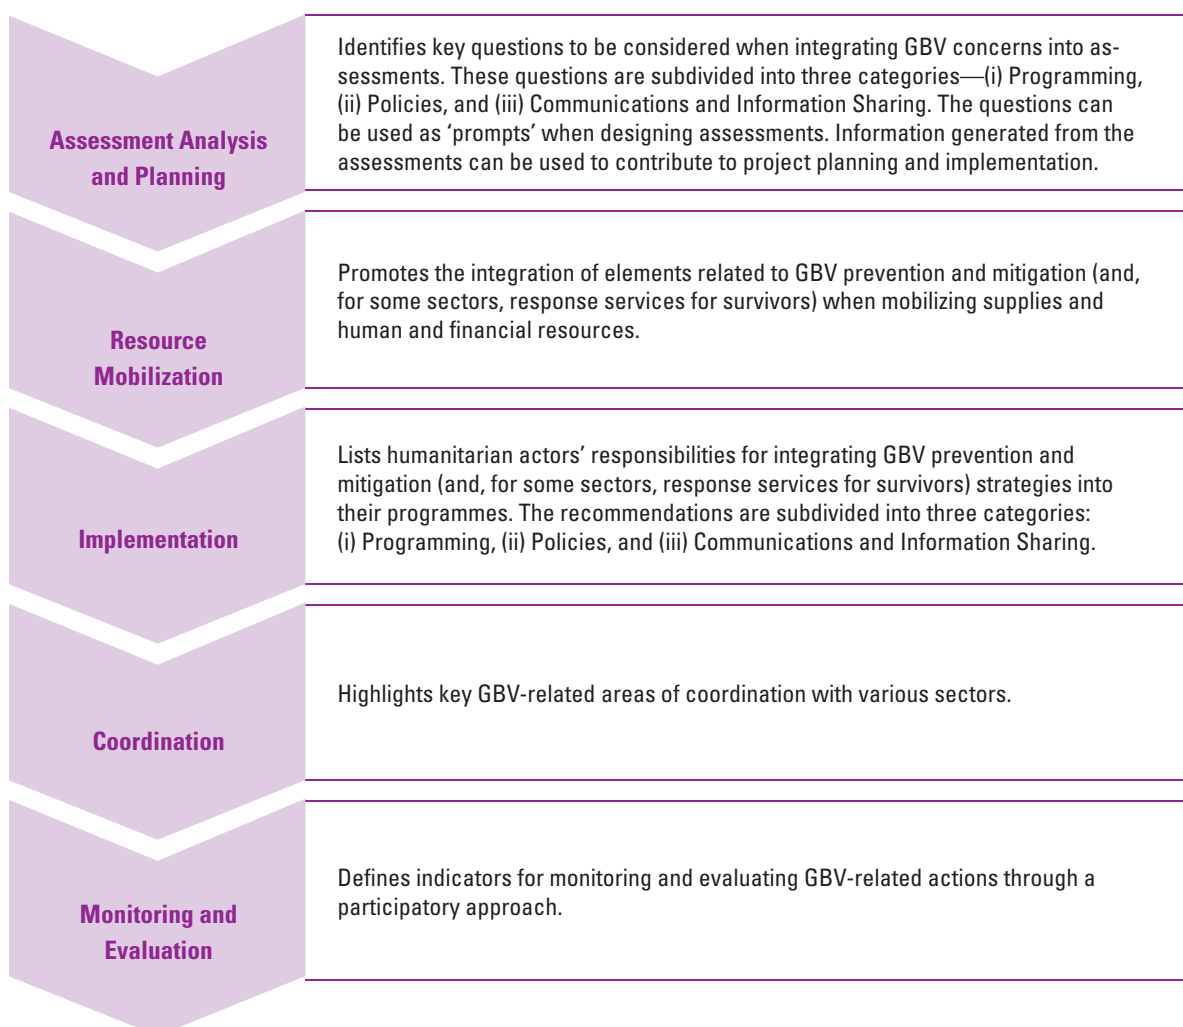 Identifies key questions to be considered when integrating GBV concerns into as-
sessments. These questions are subdivided into three categories—(i) Programming,
(ii) Policies, and (iii) Communications and Information Sharing. The questions can
be used as ‘prompts’ when designing assessments. Information generated from the
assessments can be used to contribute to project planning and implementation.
Assessment Analysis
and Planning
Promotes the integration of elements related to GBV prevention and mitigation (and,
for some sectors, response services for survivors) when mobilizing supplies and
human and financial resources.
Resource
Mobilization
Lists humanitarian actors’ responsibilities for integrating GBV prevention and
mitigation (and, for some sectors, response services for survivors) strategies into
their programmes. The recommendations are subdivided into three categories:
(i) Programming, (ii) Policies, and (iii) Communications and Information Sharing.
Implementation
Highlights key GBV-related areas of coordination with various sectors.
Coordination
Defines indicators for monitoring and evaluating GBV-related actions through a
participatory approach.
Monitoring and
Evaluation